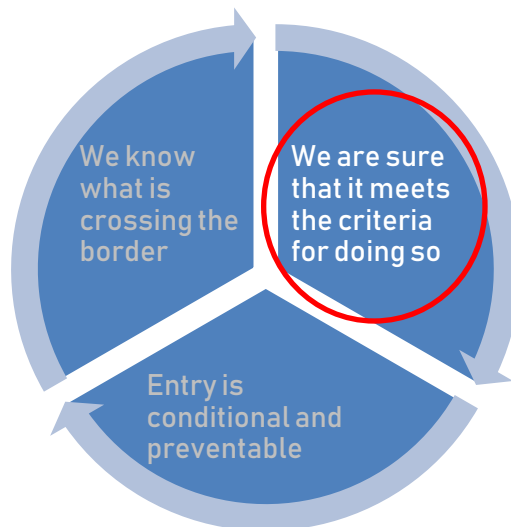 We know
what is
crossing the
border
We are sure
that it meets
the criteria
for doing so
Entry is
conditional and
preventable